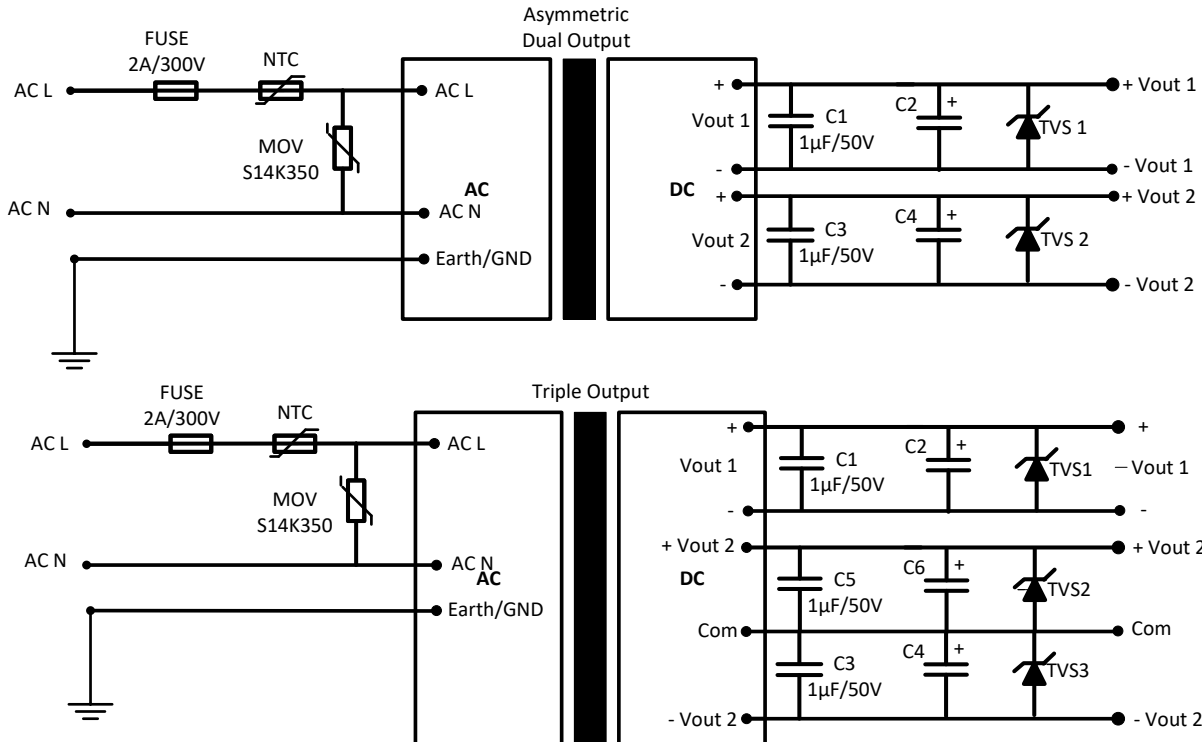 Asymmetric
Dual Output
FUSE
2A/300V
NTC
AC L
AC L
MOV
S14K350
AC
AC N
AC N
Earth/GND
+
Vout 1
-
C1
1µF/50V
C2
+
TVS 1
+ Vout 1
- Vout 1
DC
+
Vout 2
-
C3
1µF/50V
C4
+
TVS 2
+ Vout 2
- Vout 2
Triple Output
FUSE
2A/300V
NTC
AC L
AC L
MOV
S14K350
AC N
AC N
AC
Earth/GND
+
Vout 1
-
C1
1µF/50V
C2
+
TVS1
+
–Vout 1
-
+ Vout 2
DC
C5
1µF/50V
C6
+
TVS2
+ Vout 2
Com
Com
C3
1µF/50V
C4
+
TVS3
- Vout 2
- Vout 2